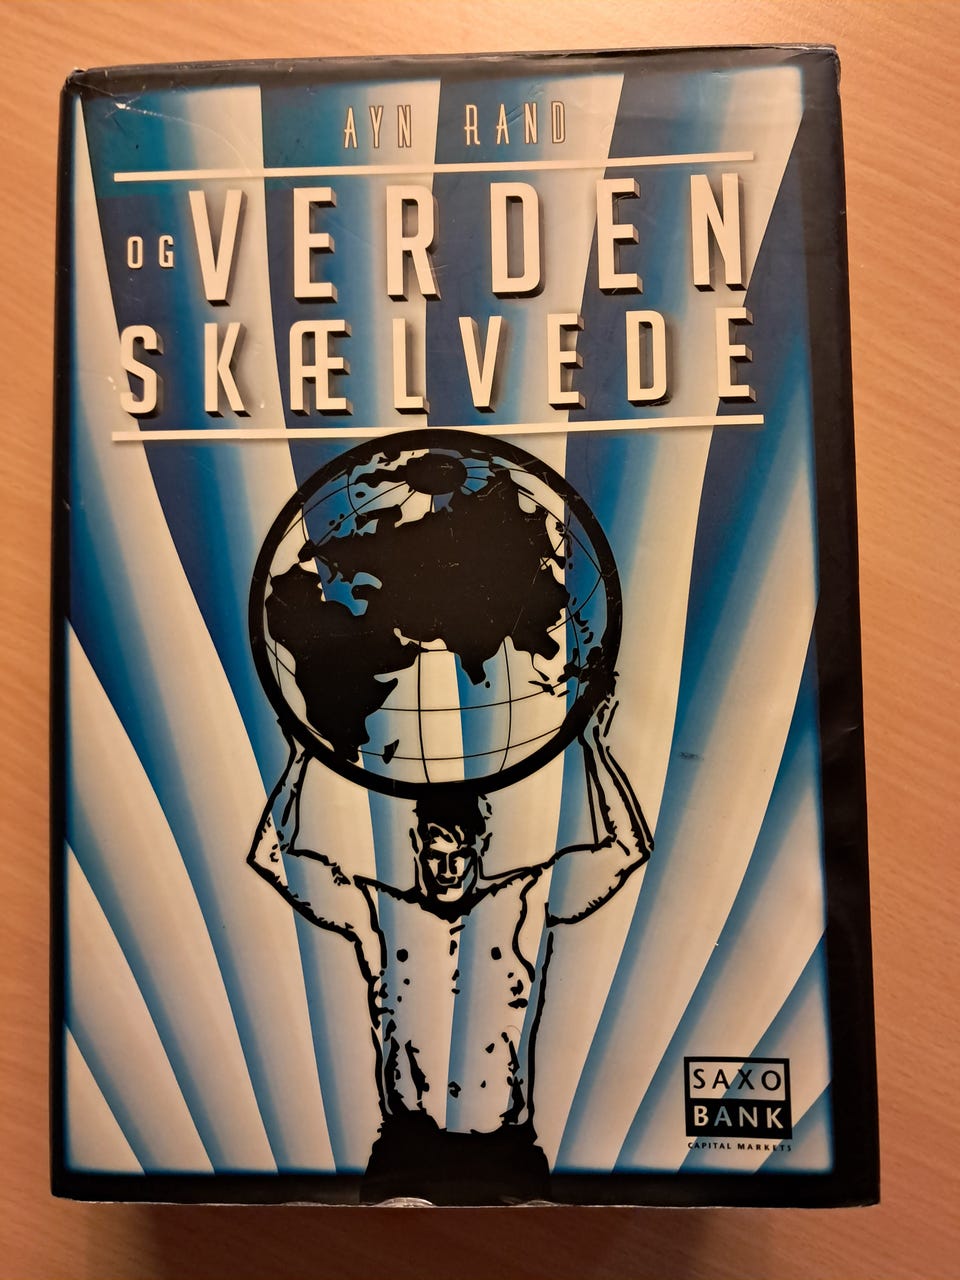 AYN RAND
OG VERDEN
SKÆLVEDE
SAXO
BANK
CAPITAL MARKETS